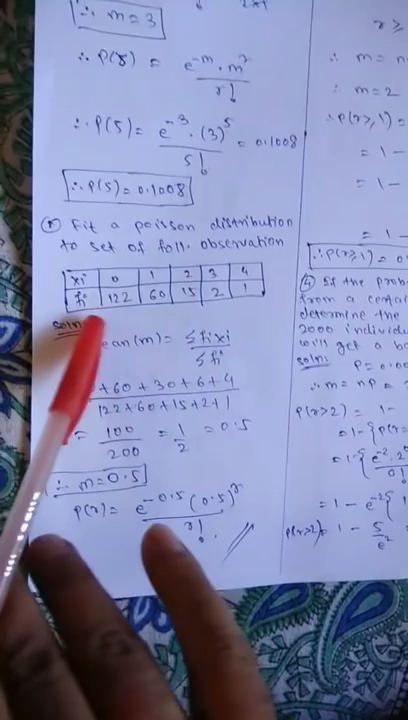 ∴ m = 3
∴ P(r) = e^-m . m^r / r!
∴ P(5) = e^-3 . (3)^5 / 5! = 0.1008
∴ P(5) = 0.1008
Fit a poisson distribution
to set of foll. observation
xi 0 1 2 3 4
fi 122 60 15 2 1
soln
ean(m) = Σfixi / Σfi
+ 60 + 30 + 6 + 4
122+60+15+2+1
= 100 / 200 = 1/2 = 0.5
∴ m = 0.5
P(r) = e^-0.5 (0.5)^r / r!
r ≥
∴ m = n
∴ m = 2
∴ P(r ≥ 1) =
= 1 -
= 1 -
= 1 -
∴ P(r ≥ 1) = 0
④ If the prob
from a certa
determine the
2000 individu
will get a ba
soln:
P = 0.00
∴ m = np =
P(r>2) = 1 -
= 1 - {P(r=
= 1 - {e^-2 . 2 / 0!
= 1 - e^-2 {
P(r>2) = 1 - 5/e^2